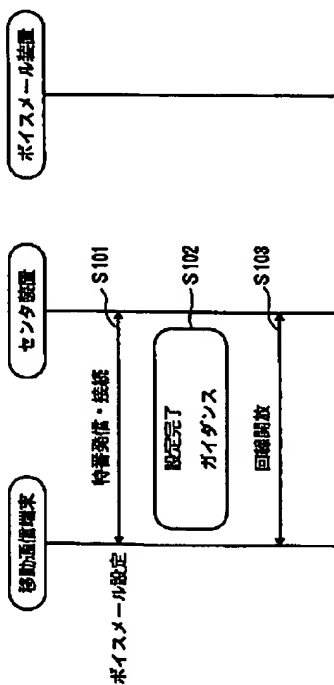 移動通信端末
センタ装置
ボイスメール装置
ボイスメール設定
特番発信・接続
S101
設定完了
ガイダンス
S102
回線開放
S103